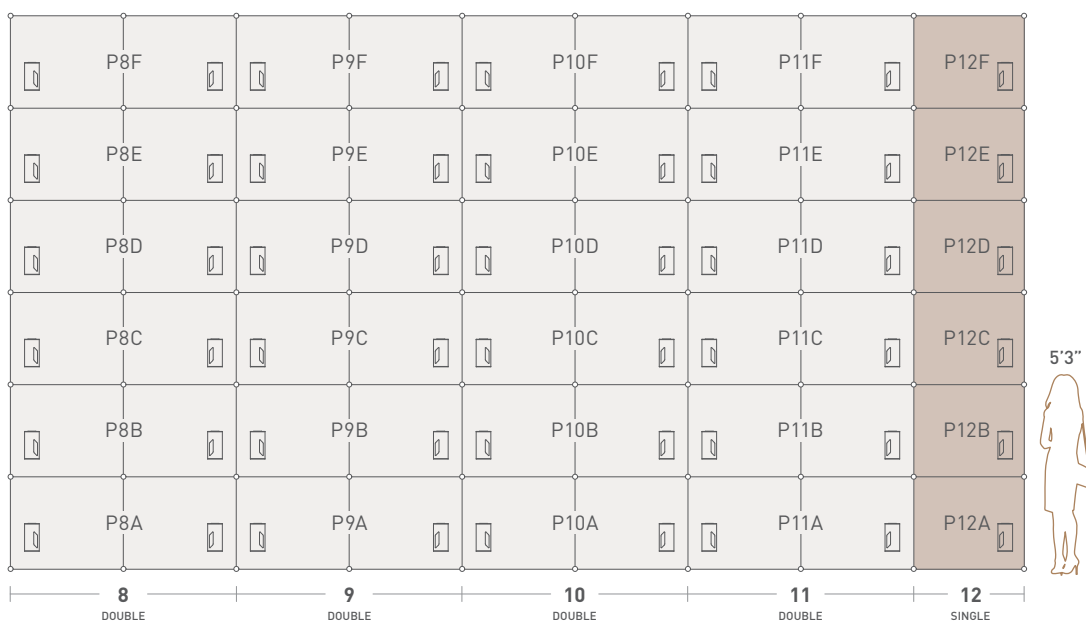 P8F P9F P10F P11F P12F
P8E P9E P10E P11E P12E
P8D P9D P10D P11D P12D
P8C P9C P10C P11C P12C
5’3”
P8B P9B P10B P11B P12B
P8A P9A P10A P11A P12A
8 9 10 11 12
DOUBLE DOUBLE DOUBLE DOUBLE SINGLE